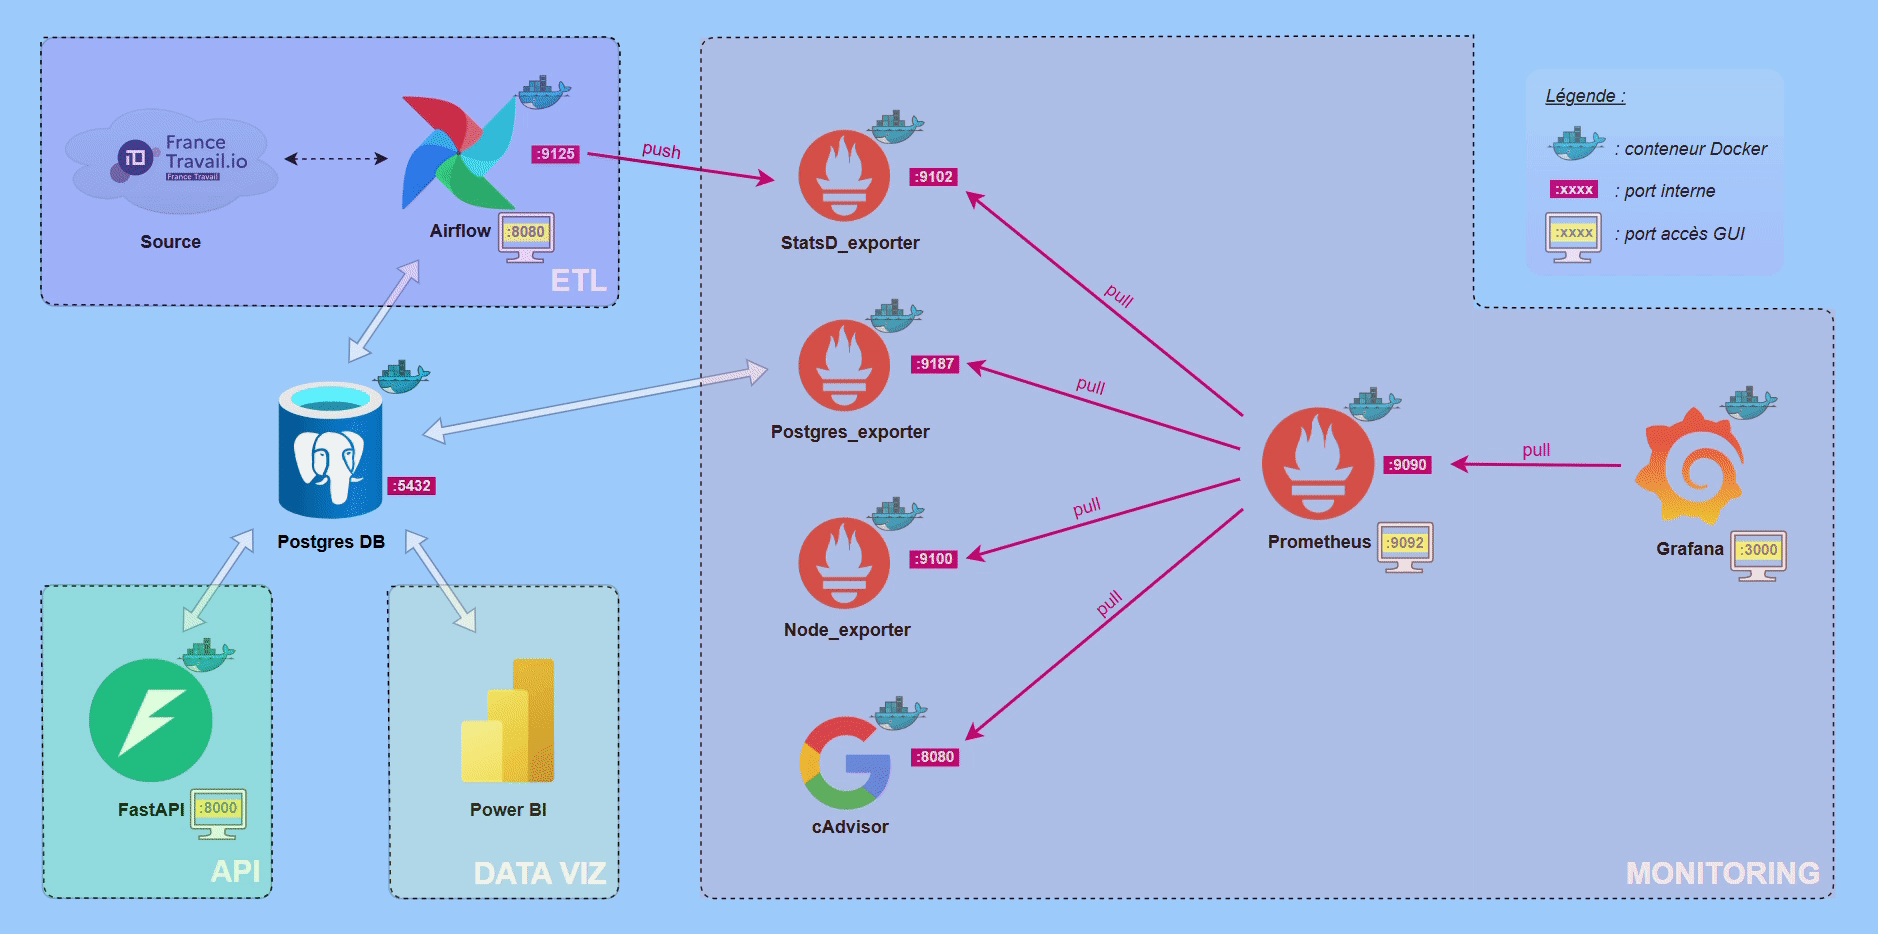 France
Travail.io
France Travail
Source
:9125
Airflow
:8080
ETL
push
:9102
StatsD_exporter
pull
:9187
Postgres_exporter
pull
:9100
Node_exporter
pull
:8080
cAdvisor
pull
:9090
Prometheus
:9092
pull
Grafana
:3000
MONITORING
Légende :
: conteneur Docker
:xxxx
: port interne
:xxxx
: port accès GUI
:5432
Postgres DB
FastAPI
:8000
API
Power BI
DATA VIZ